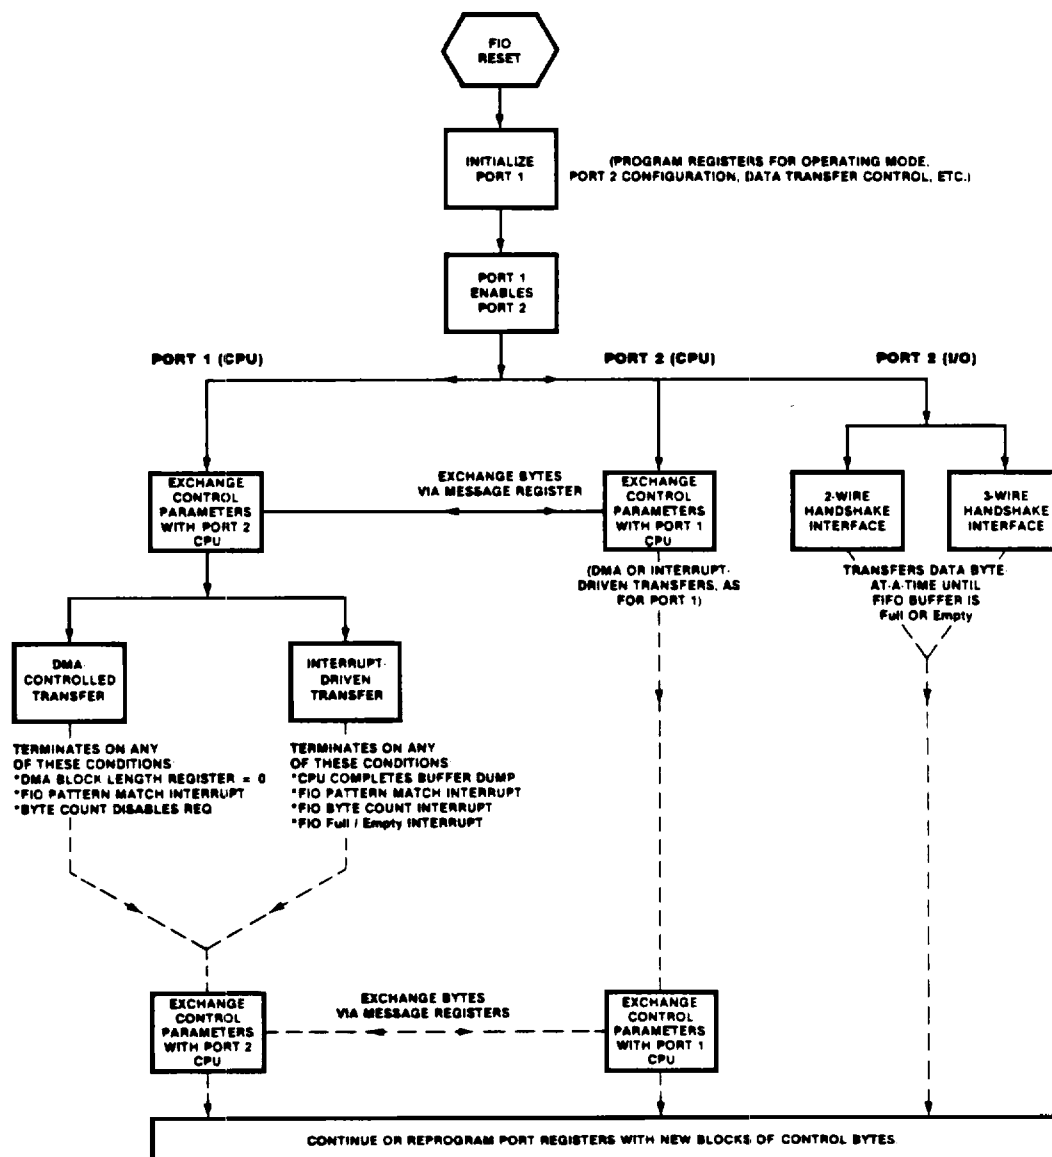 FIO
RESET
INITIALIZE
PORT 1
(PROGRAM REGISTERS FOR OPERATING MODE,
PORT 2 CONFIGURATION, DATA TRANSFER CONTROL, ETC.)
PORT 1
ENABLES
PORT 2
PORT 1 (CPU)
PORT 2 (CPU)
PORT 2 (I/O)
EXCHANGE
CONTROL
PARAMETERS
WITH PORT 2
CPU
EXCHANGE BYTES
VIA MESSAGE REGISTER
EXCHANGE
CONTROL
PARAMETERS
WITH PORT 1
CPU
2-WIRE
HANDSHAKE
INTERFACE
3-WIRE
HANDSHAKE
INTERFACE
(DMA OR INTERRUPT-
DRIVEN TRANSFERS, AS
FOR PORT 1)
TRANSFERS DATA BYTE
AT-A-TIME UNTIL
FIFO BUFFER IS
Full OR Empty
DMA-
CONTROLLED
TRANSFER
INTERRUPT-
DRIVEN
TRANSFER
TERMINATES ON ANY
OF THESE CONDITIONS
*DMA BLOCK LENGTH REGISTER = 0
*FIO PATTERN MATCH INTERRUPT
*BYTE COUNT DISABLES REQ
TERMINATES ON ANY
OF THESE CONDITIONS:
*CPU COMPLETES BUFFER DUMP
*FIO PATTERN MATCH INTERRUPT
*FIO BYTE COUNT INTERRUPT
*FIO Full / Empty INTERRUPT
EXCHANGE
CONTROL
PARAMETERS
WITH PORT 2
CPU
EXCHANGE BYTES
VIA MESSAGE REGISTERS
EXCHANGE
CONTROL
PARAMETERS
WITH PORT 1
CPU
CONTINUE OR REPROGRAM PORT REGISTERS WITH NEW BLOCKS OF CONTROL BYTES